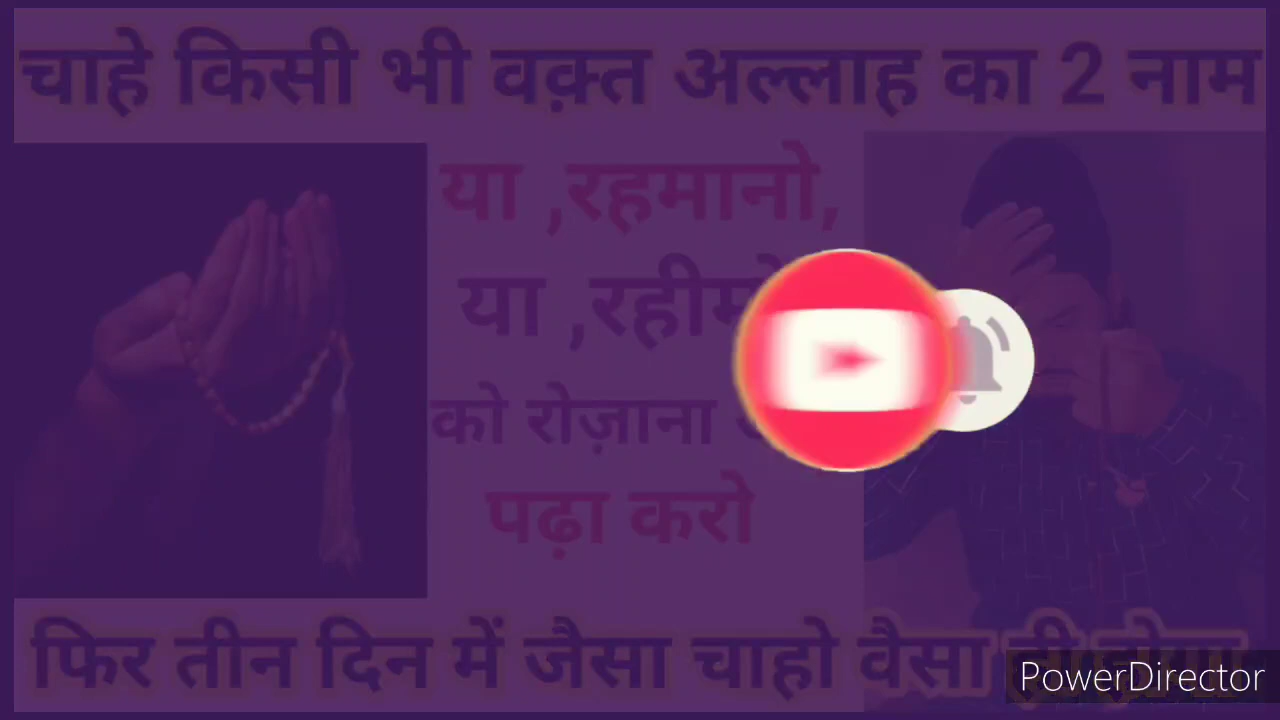 चाहे किसी भी वक़्त अल्लाह का 2 नाम
या ,रहमानो,
या ,रहीमो
को रोज़ाना
पढ़ा करो
फिर तीन दिन में जैसा चाहो वैसा ही होगा
PowerDirector